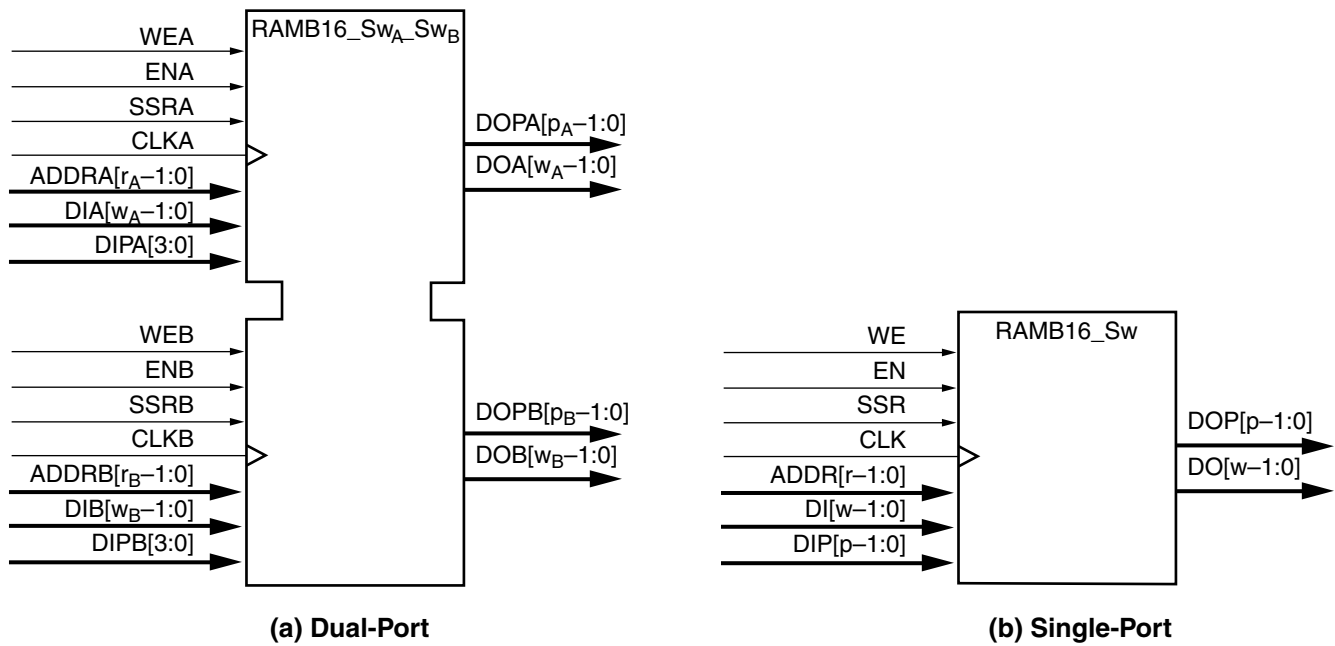 RAMB16_SwA_SwB
WEA
ENA
SSRA
CLKA
ADDRA[rA–1:0]
DIA[wA–1:0]
DIPA[3:0]
DOPA[pA–1:0]
DOA[wA–1:0]
WEB
ENB
SSRB
CLKB
ADDRB[rB–1:0]
DIB[wB–1:0]
DIPB[3:0]
DOPB[pB–1:0]
DOB[wB–1:0]
(a) Dual-Port
RAMB16_Sw
WE
EN
SSR
CLK
ADDR[r–1:0]
DI[w–1:0]
DIP[p–1:0]
DOP[p–1:0]
DO[w–1:0]
(b) Single-Port